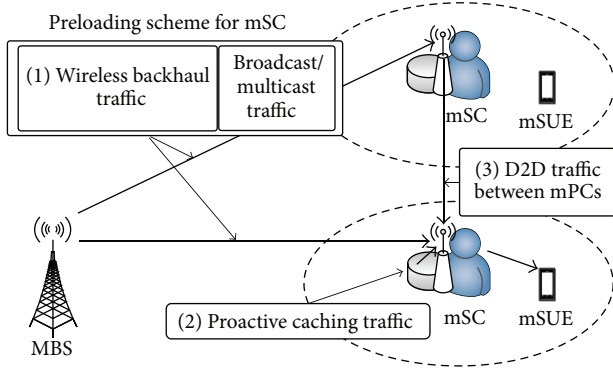 Preloading scheme for mSC
(1) Wireless backhaul
traffic
Broadcast/
multicast
traffic
mSC
mSUE
(3) D2D traffic
between mPCs
(2) Proactive caching traffic
mSC
mSUE
MBS